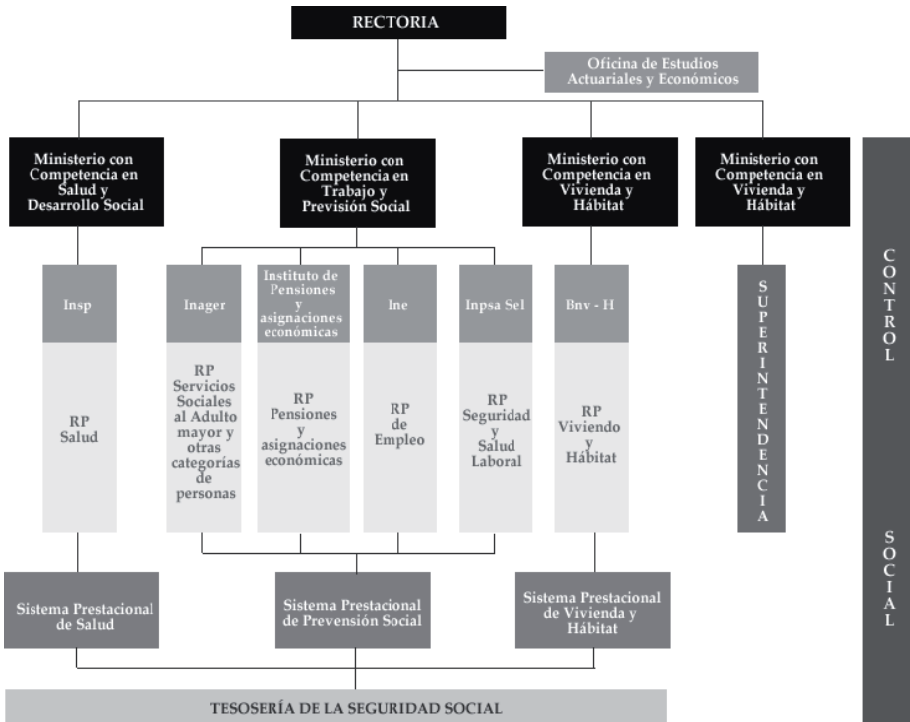 RECTORIA
Oficina de Estudios
Actuariales y Económicos
Ministerio con
Competencia en
Salud y
Desarrollo Social
Ministerio con
Competencia en
Trabajo y
Previsión Social
Ministerio con
Competencia en
Vivienda y
Hábitat
Ministerio con
Competencia en
Vivienda y
Hábitat
Insp
Inager
Instituto de
Pensiones
y
asignaciones
económicas
Ine
Inpsa Sel
Bnv - H
RP
Salud
RP
Servicios
Sociales
al Adulto
mayor y
otras
categorías
de
personas
RP
Pensiones
y
asignaciones
económicas
RP
de
Empleo
RP
Seguridad
y
Salud
Laboral
RP
Viviendo
y
Hábitat
SUPERINTENDENCIA
CONTROL
SOCIAL
Sistema Prestacional
de Salud
Sistema Prestacional
de Prevensión Social
Sistema Prestacional
de Vivienda y
Hábitat
TESOSERÍA DE LA SEGURIDAD SOCIAL